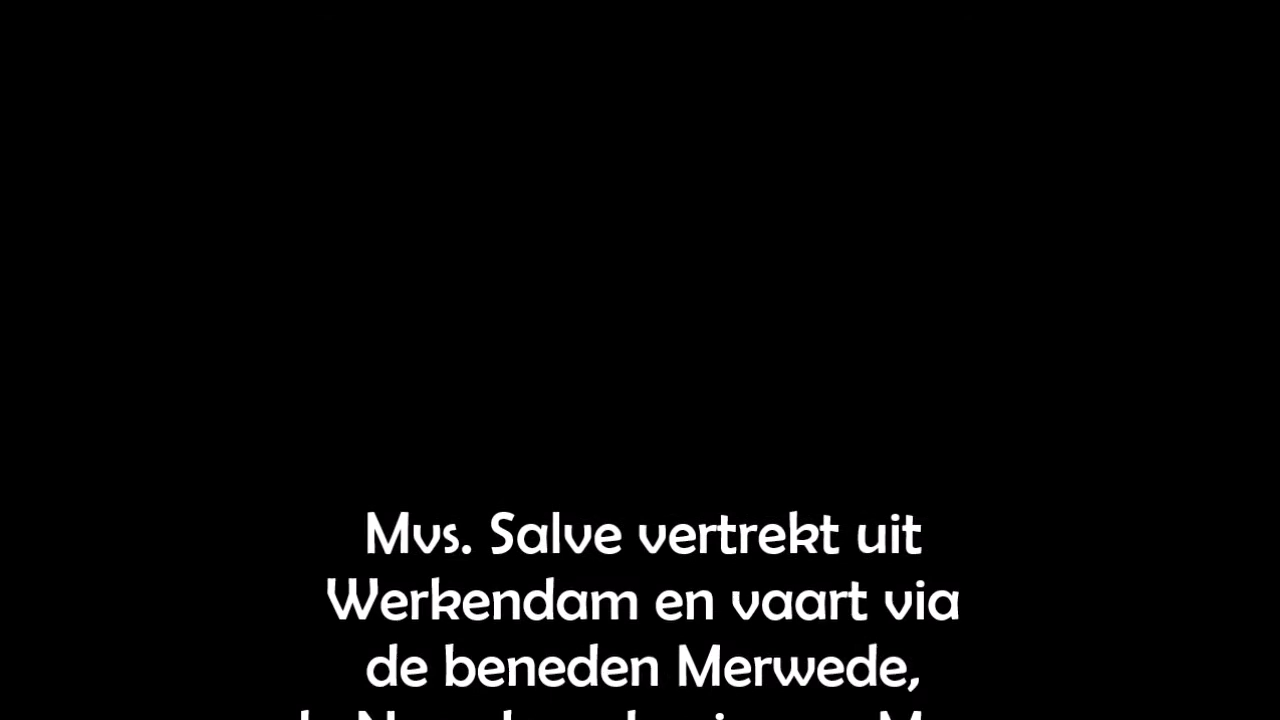 Mvs. Salve vertrekt uit
Werkendam en vaart via
de beneden Merwede,